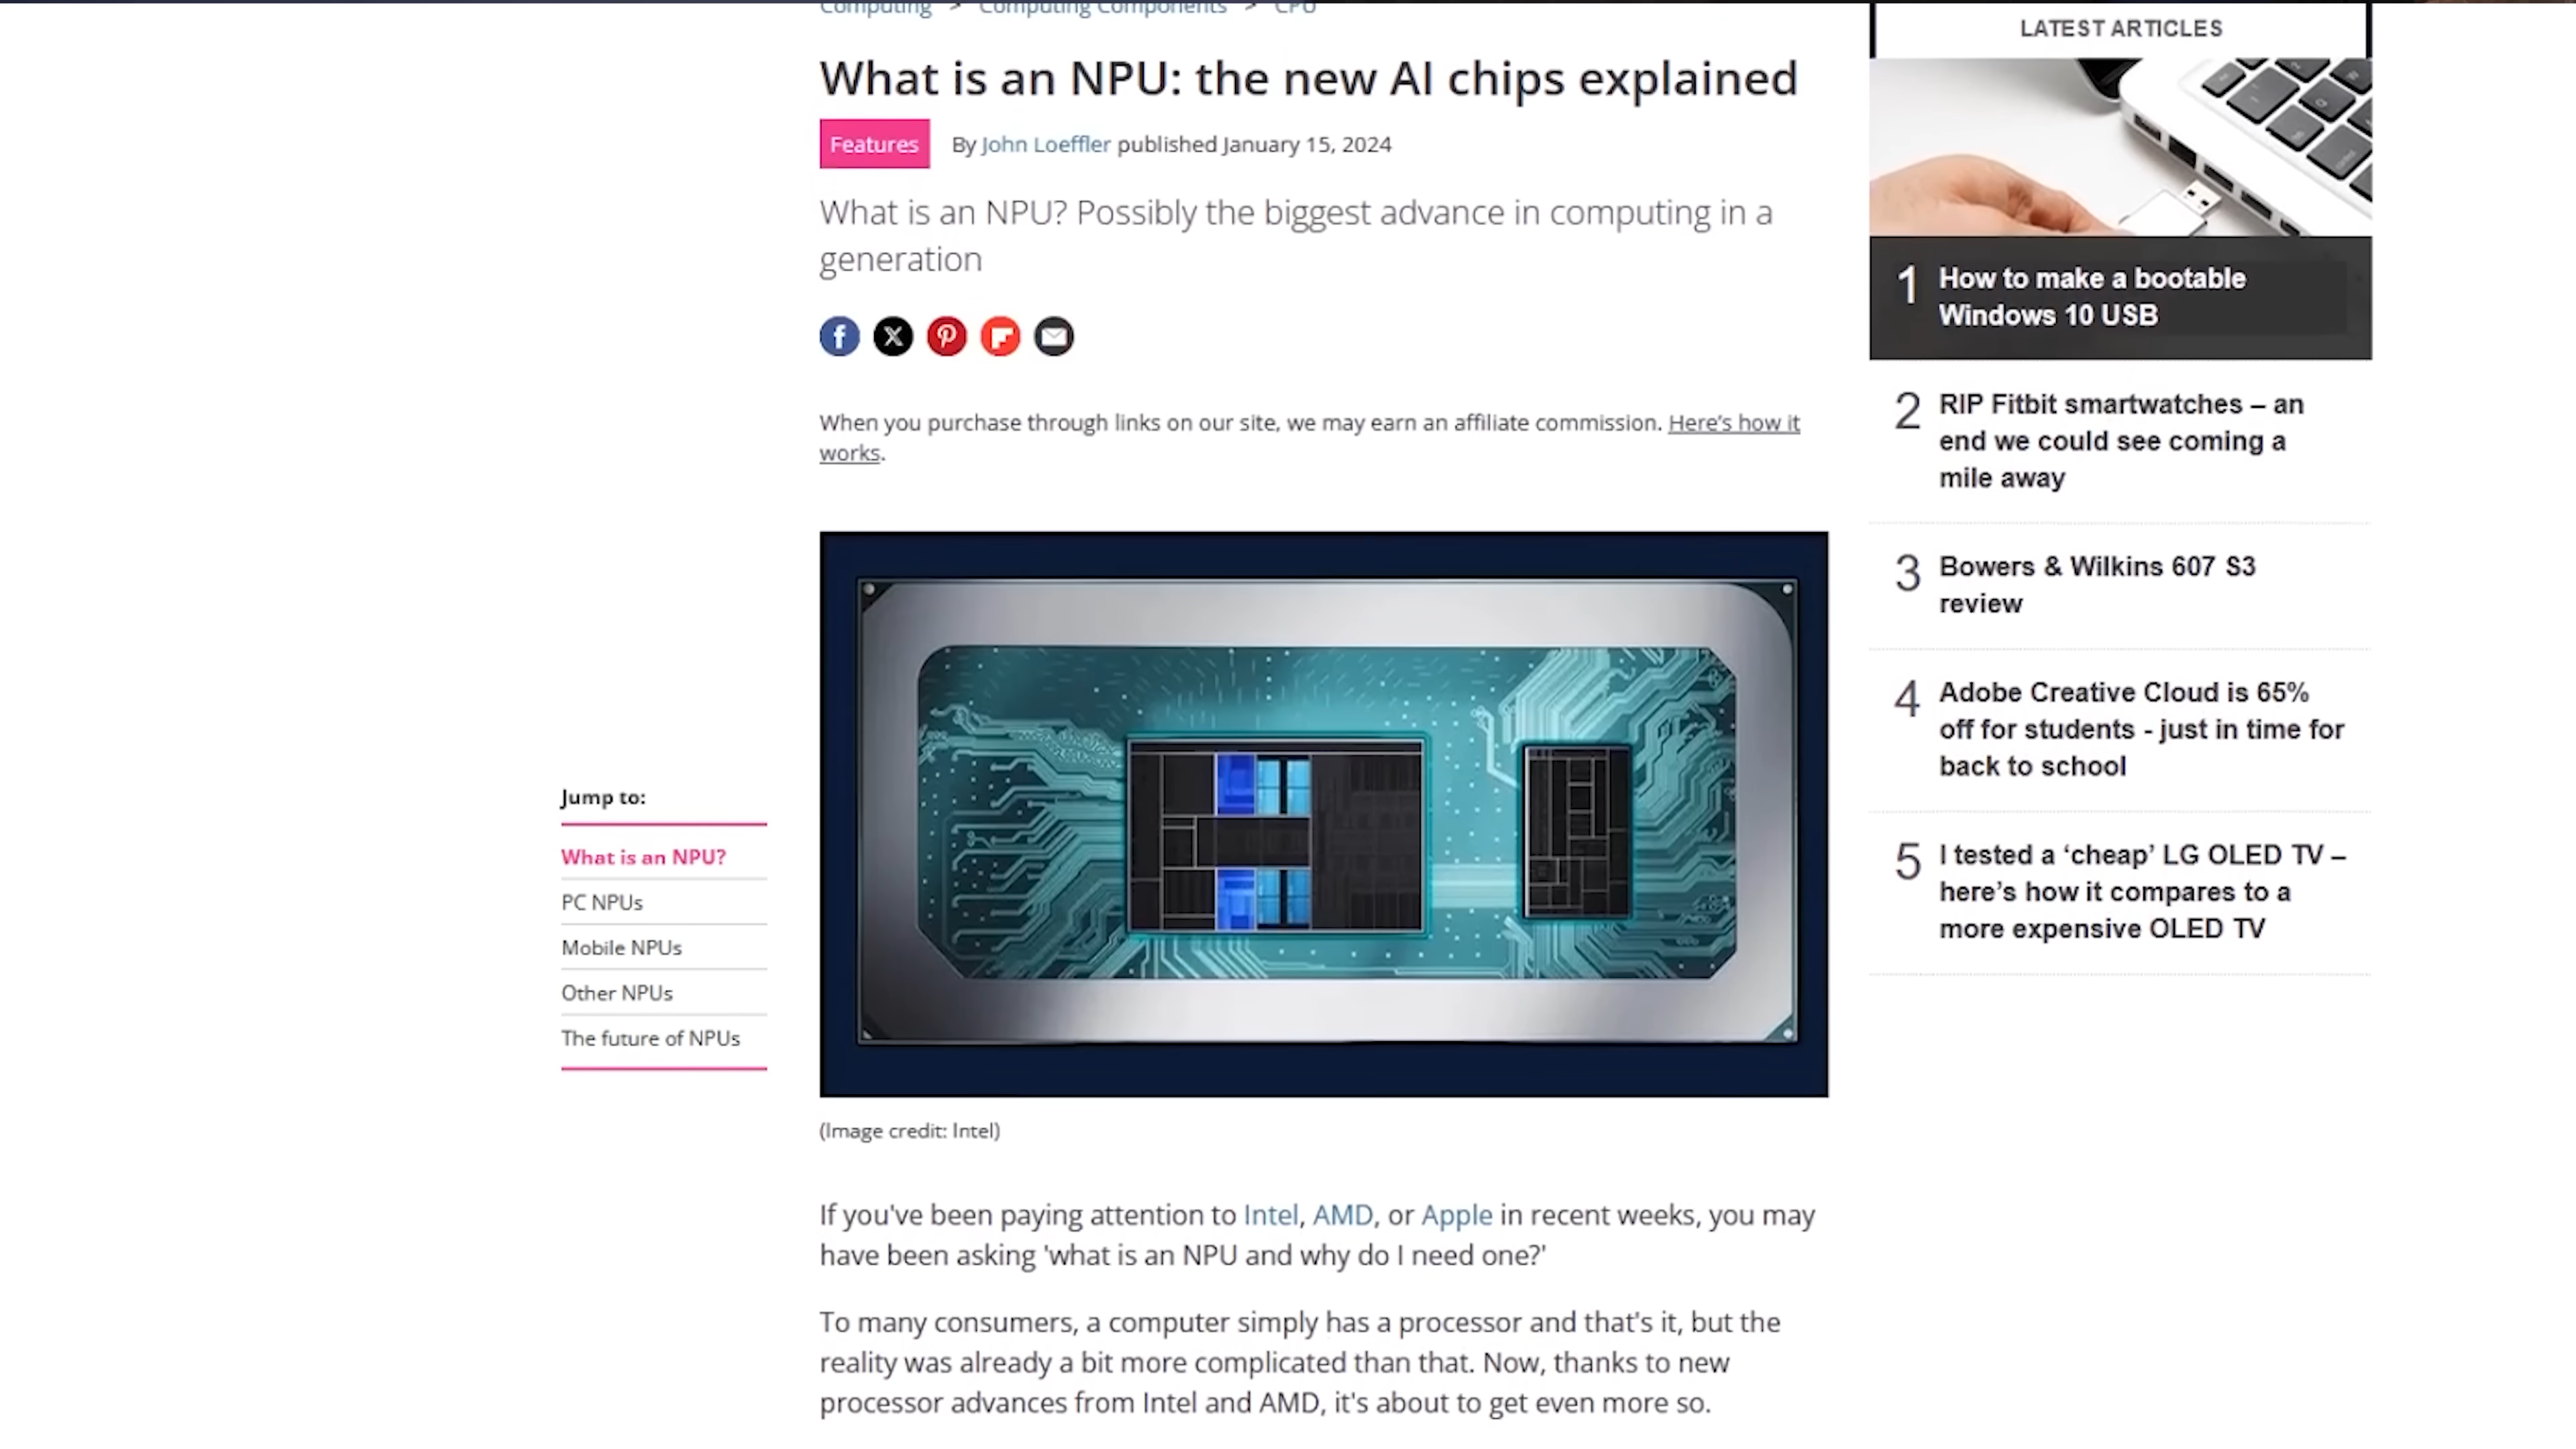 Computing > Computing Components > CPU
What is an NPU: the new AI chips explained
Features By John Loeffler published January 15, 2024
What is an NPU? Possibly the biggest advance in computing in a
generation
When you purchase through links on our site, we may earn an affiliate commission. Here's how it
works.
Jump to:
What is an NPU?
PC NPUs
Mobile NPUs
Other NPUs
The future of NPUs
(Image credit: Intel)
If you've been paying attention to Intel, AMD, or Apple in recent weeks, you may
have been asking 'what is an NPU and why do I need one?'
To many consumers, a computer simply has a processor and that's it, but the
reality was already a bit more complicated than that. Now, thanks to new
processor advances from Intel and AMD, it's about to get even more so.
LATEST ARTICLES
1 How to make a bootable
Windows 10 USB
2 RIP Fitbit smartwatches – an
end we could see coming a
mile away
3 Bowers & Wilkins 607 S3
review
4 Adobe Creative Cloud is 65%
off for students - just in time for
back to school
5 I tested a ‘cheap’ LG OLED TV –
here’s how it compares to a
more expensive OLED TV